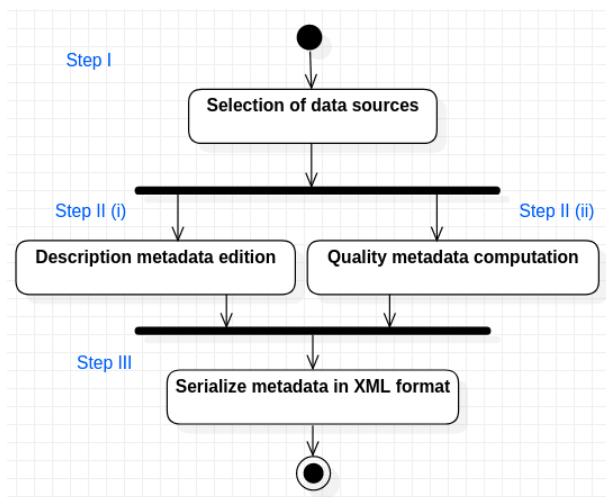 Step I
Selection of data sources
Step II (i)
Step II (ii)
Description metadata edition
Quality metadata computation
Step III
Serialize metadata in XML format